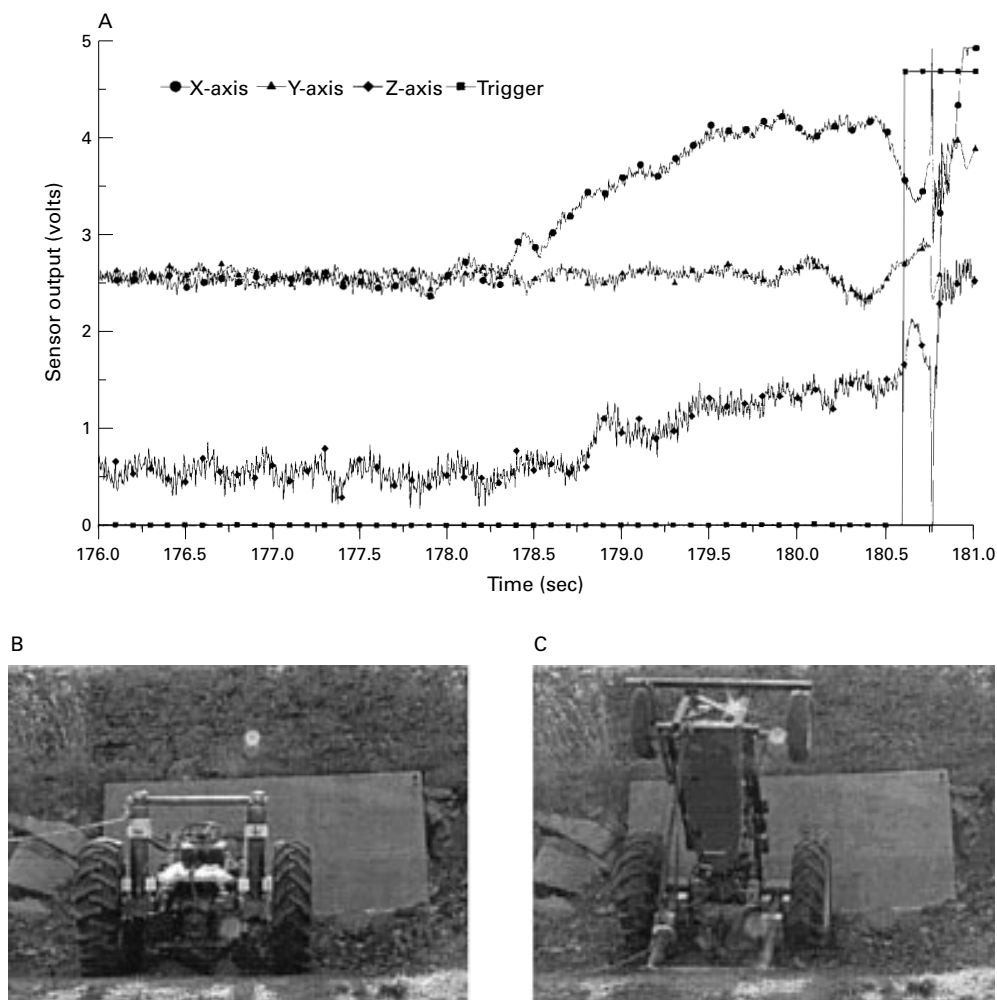 A
X-axis Y-axis Z-axis Trigger
Sensor output (volts)
5
4
3
2
1
0
176.0 176.5 177.0 177.5 178.0 178.5 179.0 179.5 180.0 180.5 181.0
Time (sec)
B
C